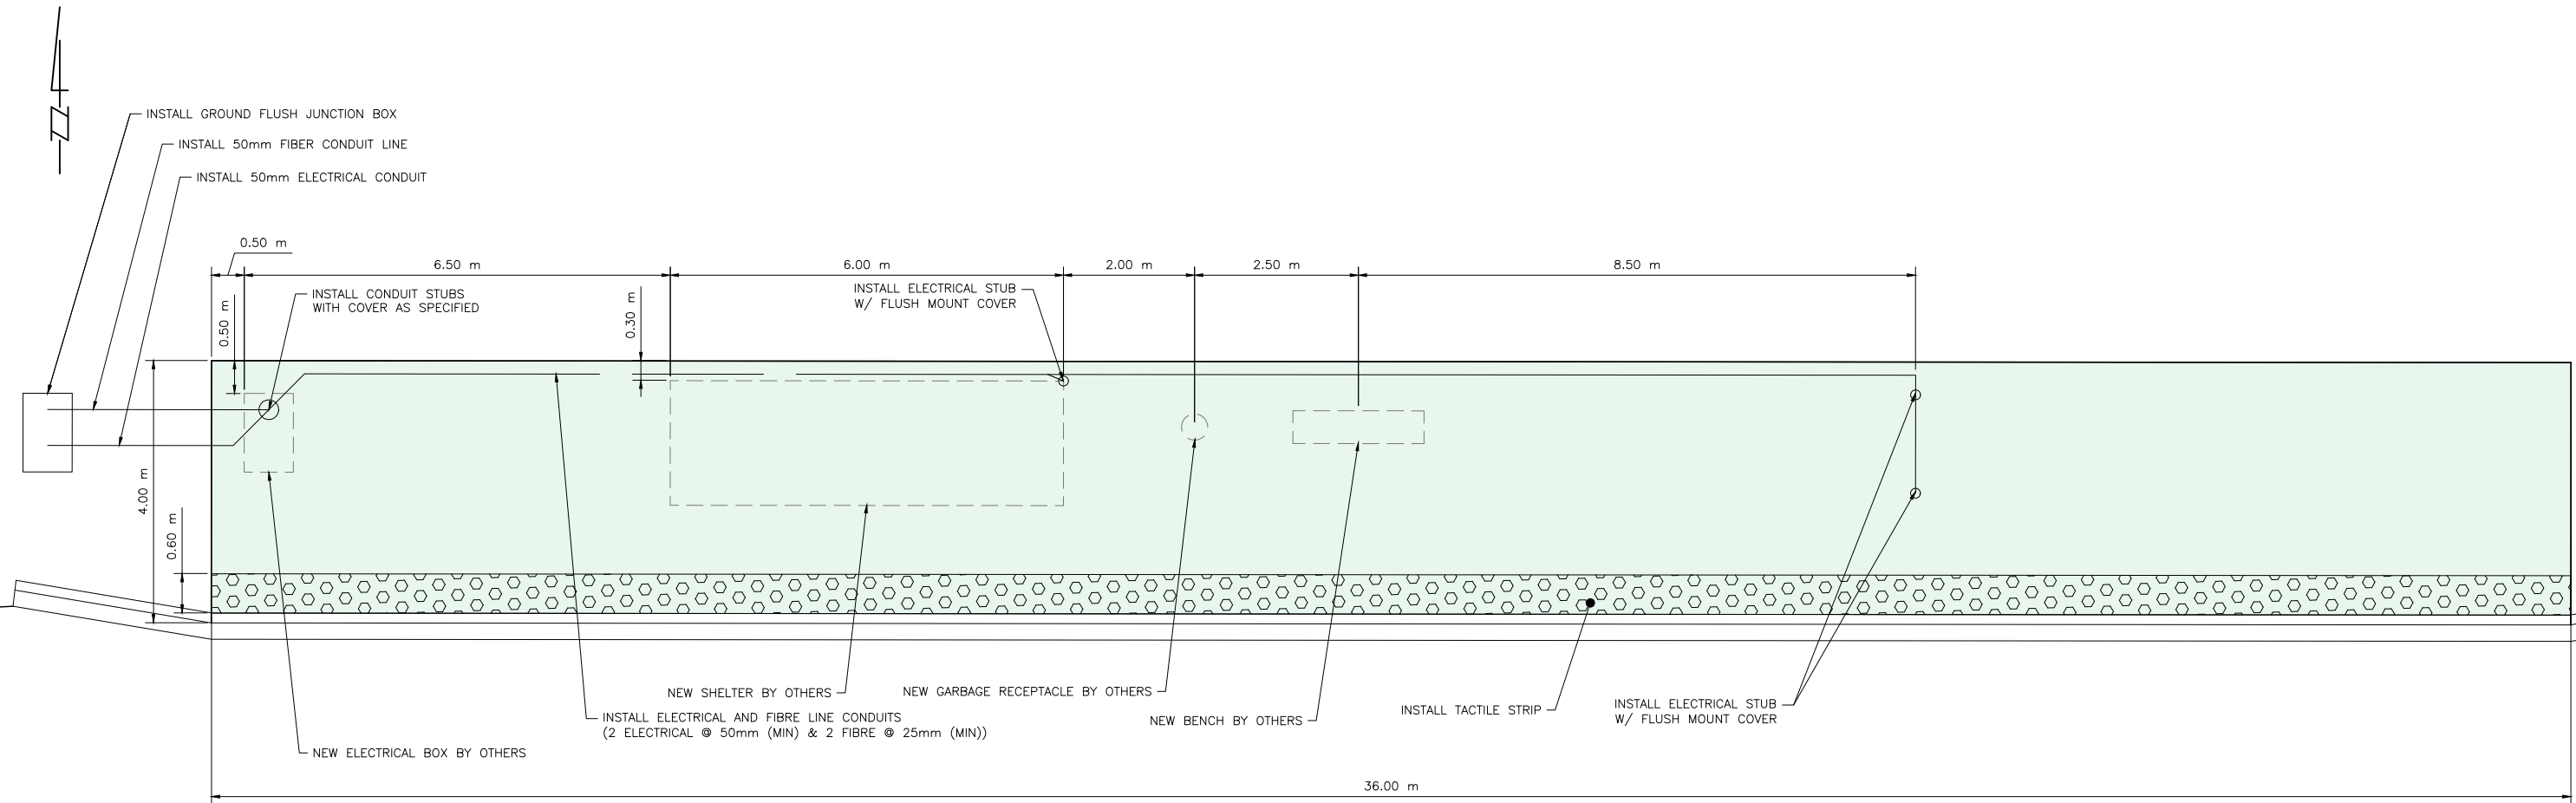 INSTALL GROUND FLUSH JUNCTION BOX
INSTALL 50mm FIBER CONDUIT LINE
INSTALL 50mm ELECTRICAL CONDUIT
0.50 m
6.50 m
6.00 m
2.00 m
2.50 m
8.50 m
INSTALL CONDUIT STUBS
WITH COVER AS SPECIFIED
0.50 m
0.30 m
INSTALL ELECTRICAL STUB
W/ FLUSH MOUNT COVER
4.00 m
0.60 m
NEW SHELTER BY OTHERS
NEW GARBAGE RECEPTACLE BY OTHERS
INSTALL ELECTRICAL AND FIBRE LINE CONDUITS
(2 ELECTRICAL @ 50mm (MIN) & 2 FIBRE @ 25mm (MIN))
NEW BENCH BY OTHERS
INSTALL TACTILE STRIP
INSTALL ELECTRICAL STUB
W/ FLUSH MOUNT COVER
NEW ELECTRICAL BOX BY OTHERS
36.00 m
N